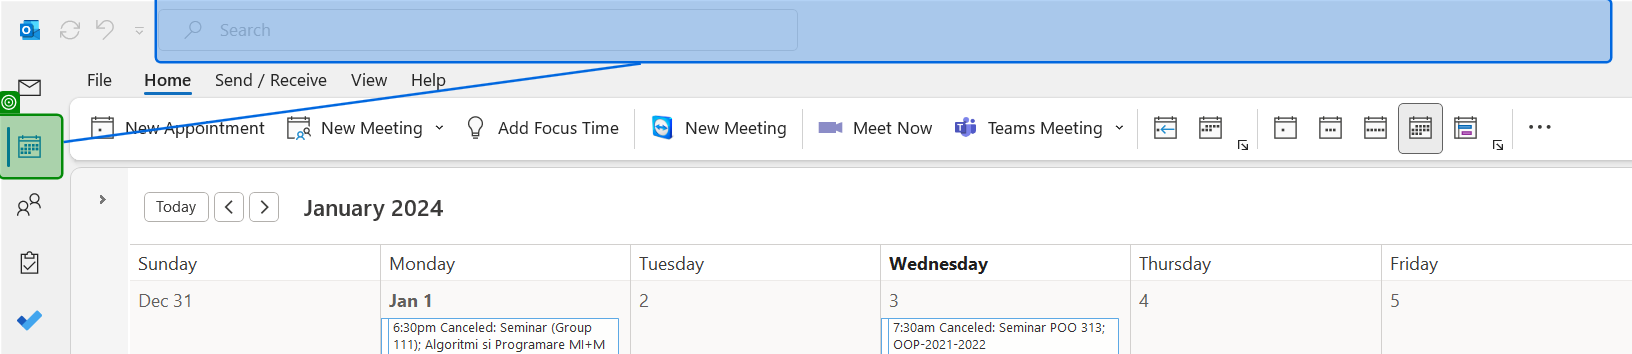 Search
File Home Send / Receive View Help
New Appointment New Meeting Add Focus Time New Meeting Meet Now Teams Meeting
Today January 2024
Sunday Monday Tuesday Wednesday Thursday Friday
Dec 31 Jan 1 2 3 4 5
6:30pm Canceled: Seminar (Group
111); Algoritmi si Programare MI+M
7:30am Canceled: Seminar POO 313;
OOP-2021-2022